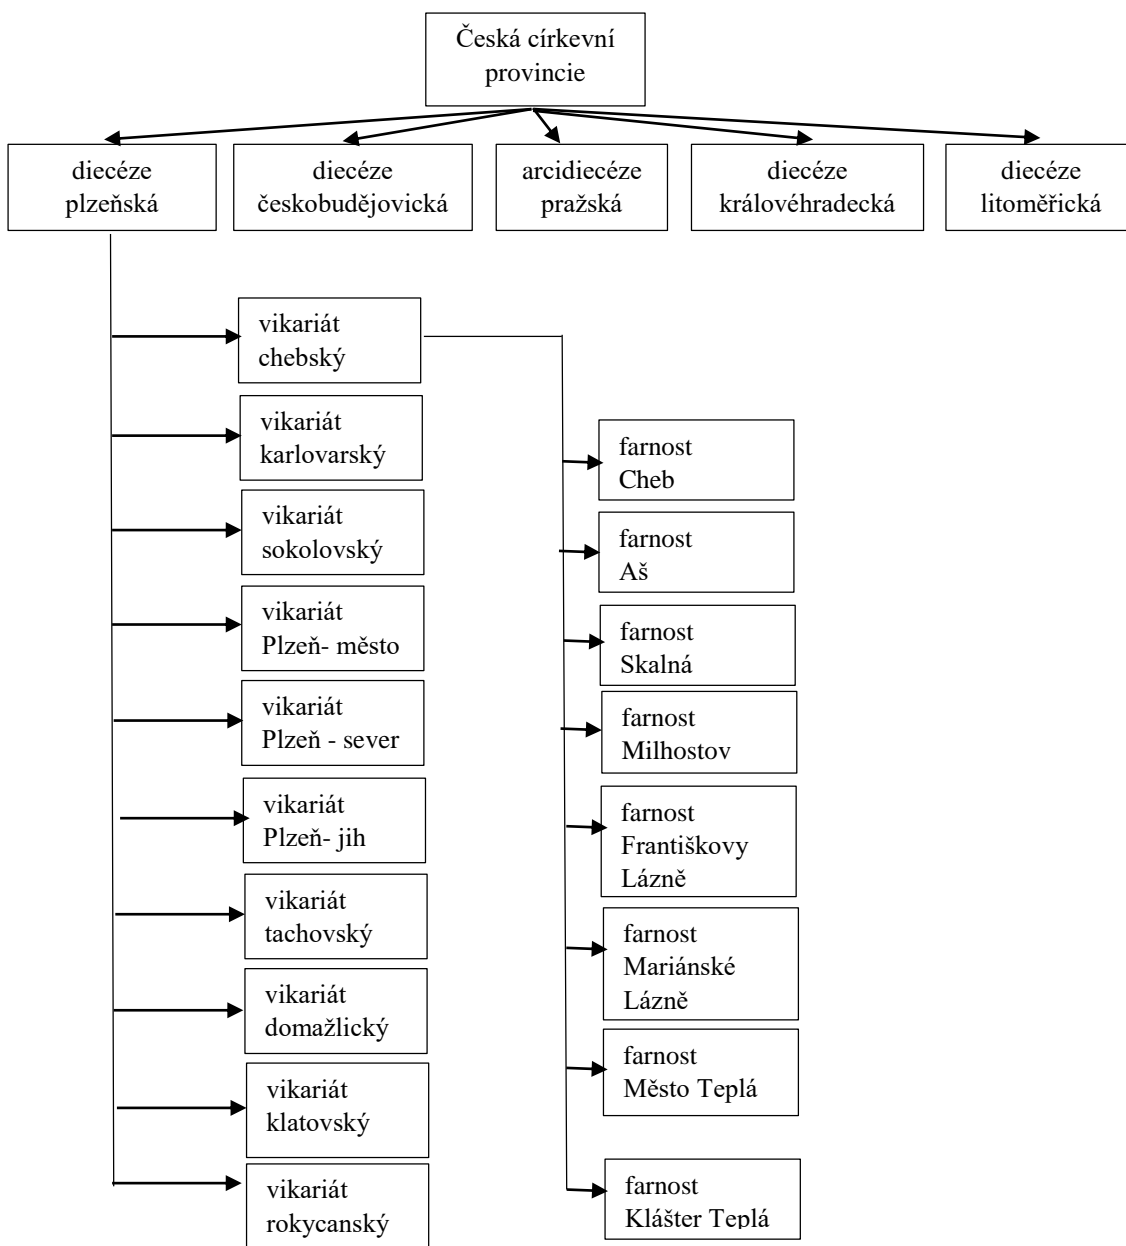 Česká církevní
provincie
diecéze
plzeňská
diecéze
českobudějovická
arcidiecéze
pražská
diecéze
královéhradecká
diecéze
litoměřická
vikariát
chebský
vikariát
karlovarský
vikariát
sokolovský
vikariát
Plzeň- město
vikariát
Plzeň - sever
vikariát
Plzeň- jih
vikariát
tachovský
vikariát
domažlický
vikariát
klatovský
vikariát
rokycanský
farnost
Cheb
farnost
Aš
farnost
Skalná
farnost
Milhostov
farnost
Františkovy
Lázně
farnost
Mariánské
Lázně
farnost
Město Teplá
farnost
Klášter Teplá